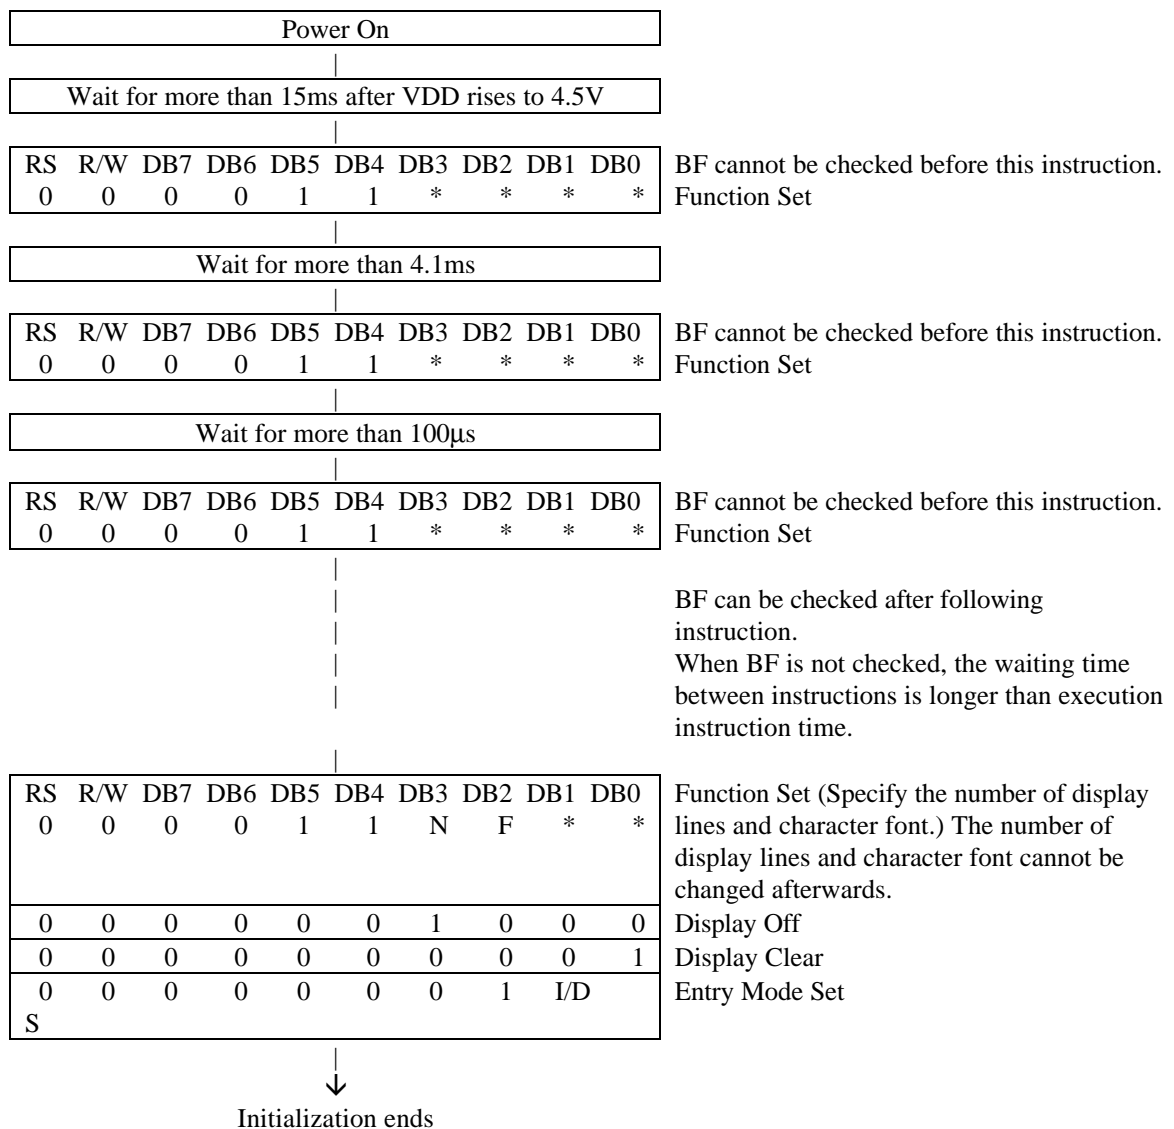 Power On
Wait for more than 15ms after VDD rises to 4.5V
RS R/W DB7 DB6 DB5 DB4 DB3 DB2 DB1 DB0 BF cannot be checked before this instruction.
0 0 0 0 1 1 * * * * Function Set
Wait for more than 4.1ms
RS R/W DB7 DB6 DB5 DB4 DB3 DB2 DB1 DB0 BF cannot be checked before this instruction.
0 0 0 0 1 1 * * * * Function Set
Wait for more than 100µs
RS R/W DB7 DB6 DB5 DB4 DB3 DB2 DB1 DB0 BF cannot be checked before this instruction.
0 0 0 0 1 1 * * * * Function Set
BF can be checked after following
instruction.
When BF is not checked, the waiting time
between instructions is longer than execution
instruction time.
RS R/W DB7 DB6 DB5 DB4 DB3 DB2 DB1 DB0 Function Set (Specify the number of display
0 0 0 0 1 1 N F * * lines and character font.) The number of
display lines and character font cannot be
changed afterwards.
0 0 0 0 0 0 1 0 0 0 Display Off
0 0 0 0 0 0 0 0 0 1 Display Clear
0 0 0 0 0 0 0 1 I/D Entry Mode Set
S
Initialization ends